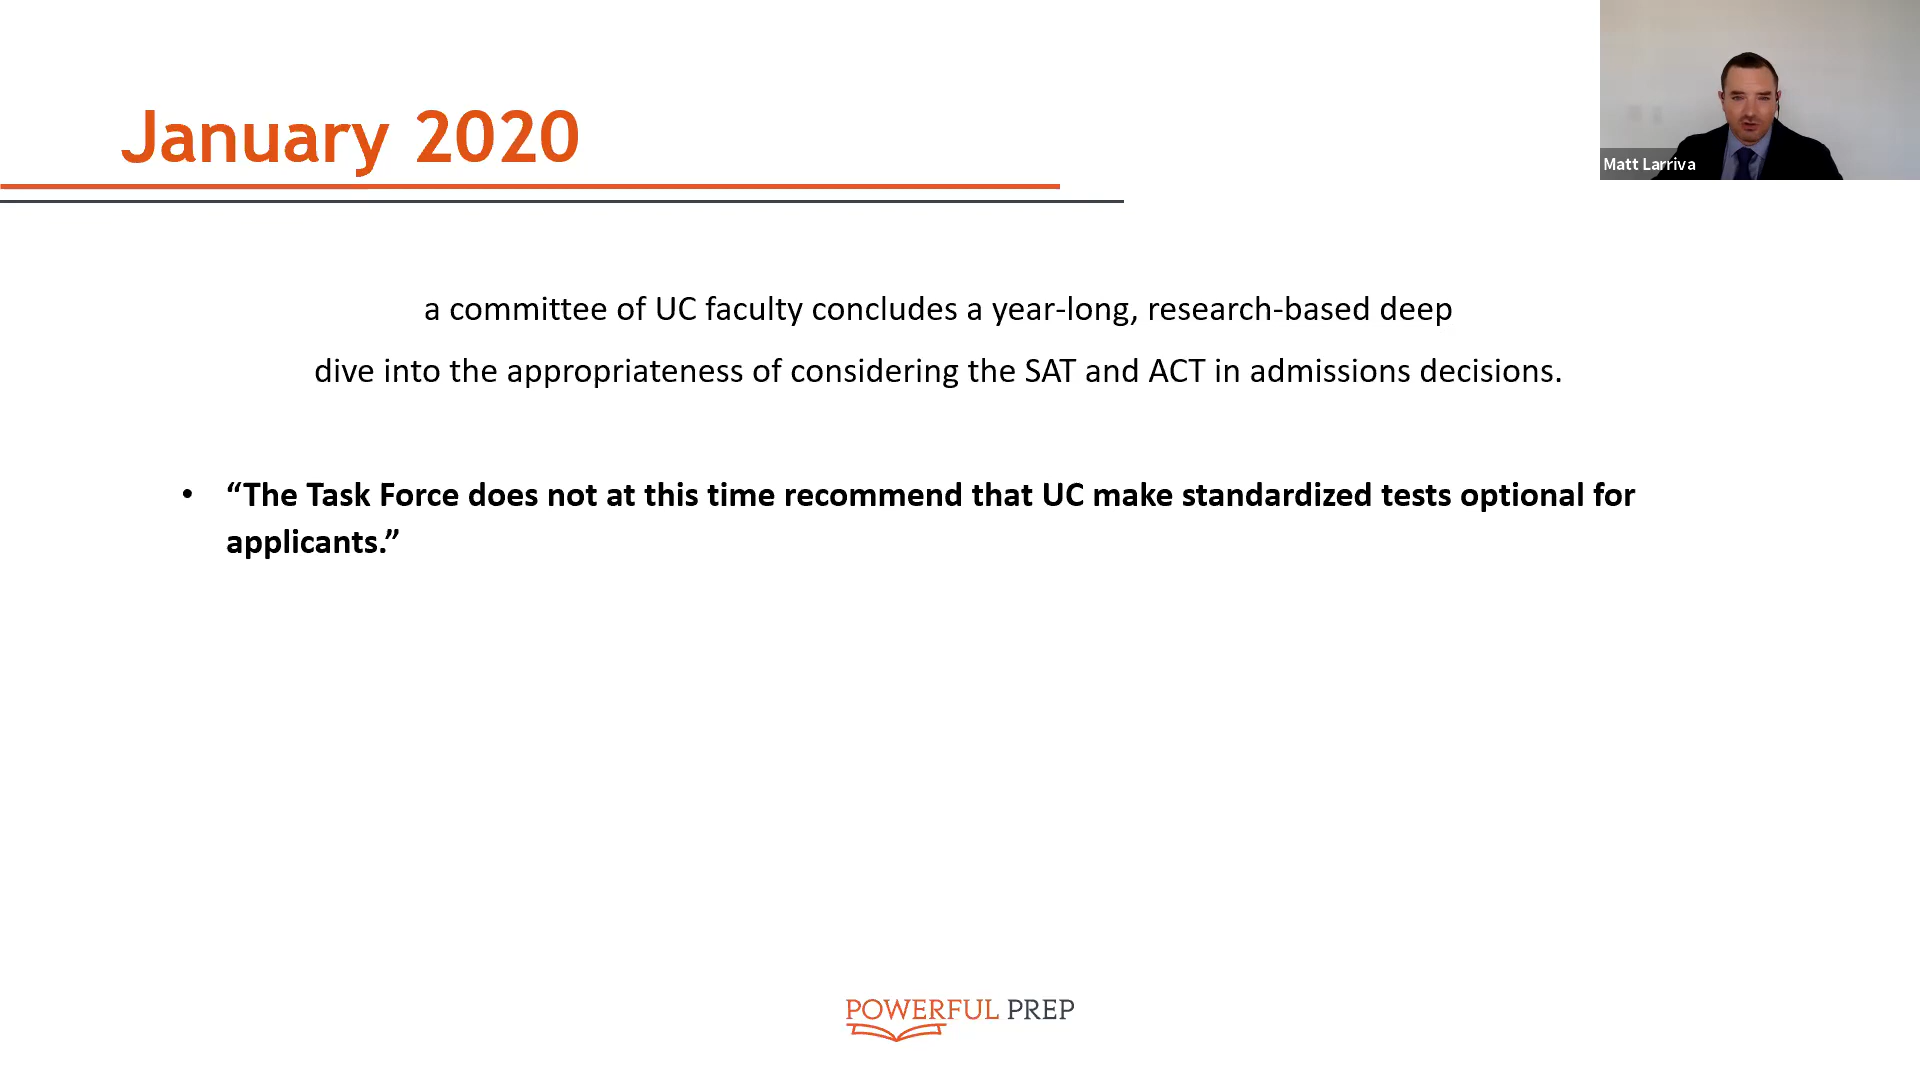 January 2020
Matt Larriva
a committee of UC faculty concludes a year-long, research-based deep
dive into the appropriateness of considering the SAT and ACT in admissions decisions.
• “The Task Force does not at this time recommend that UC make standardized tests optional for
applicants.”
POWERFUL PREP